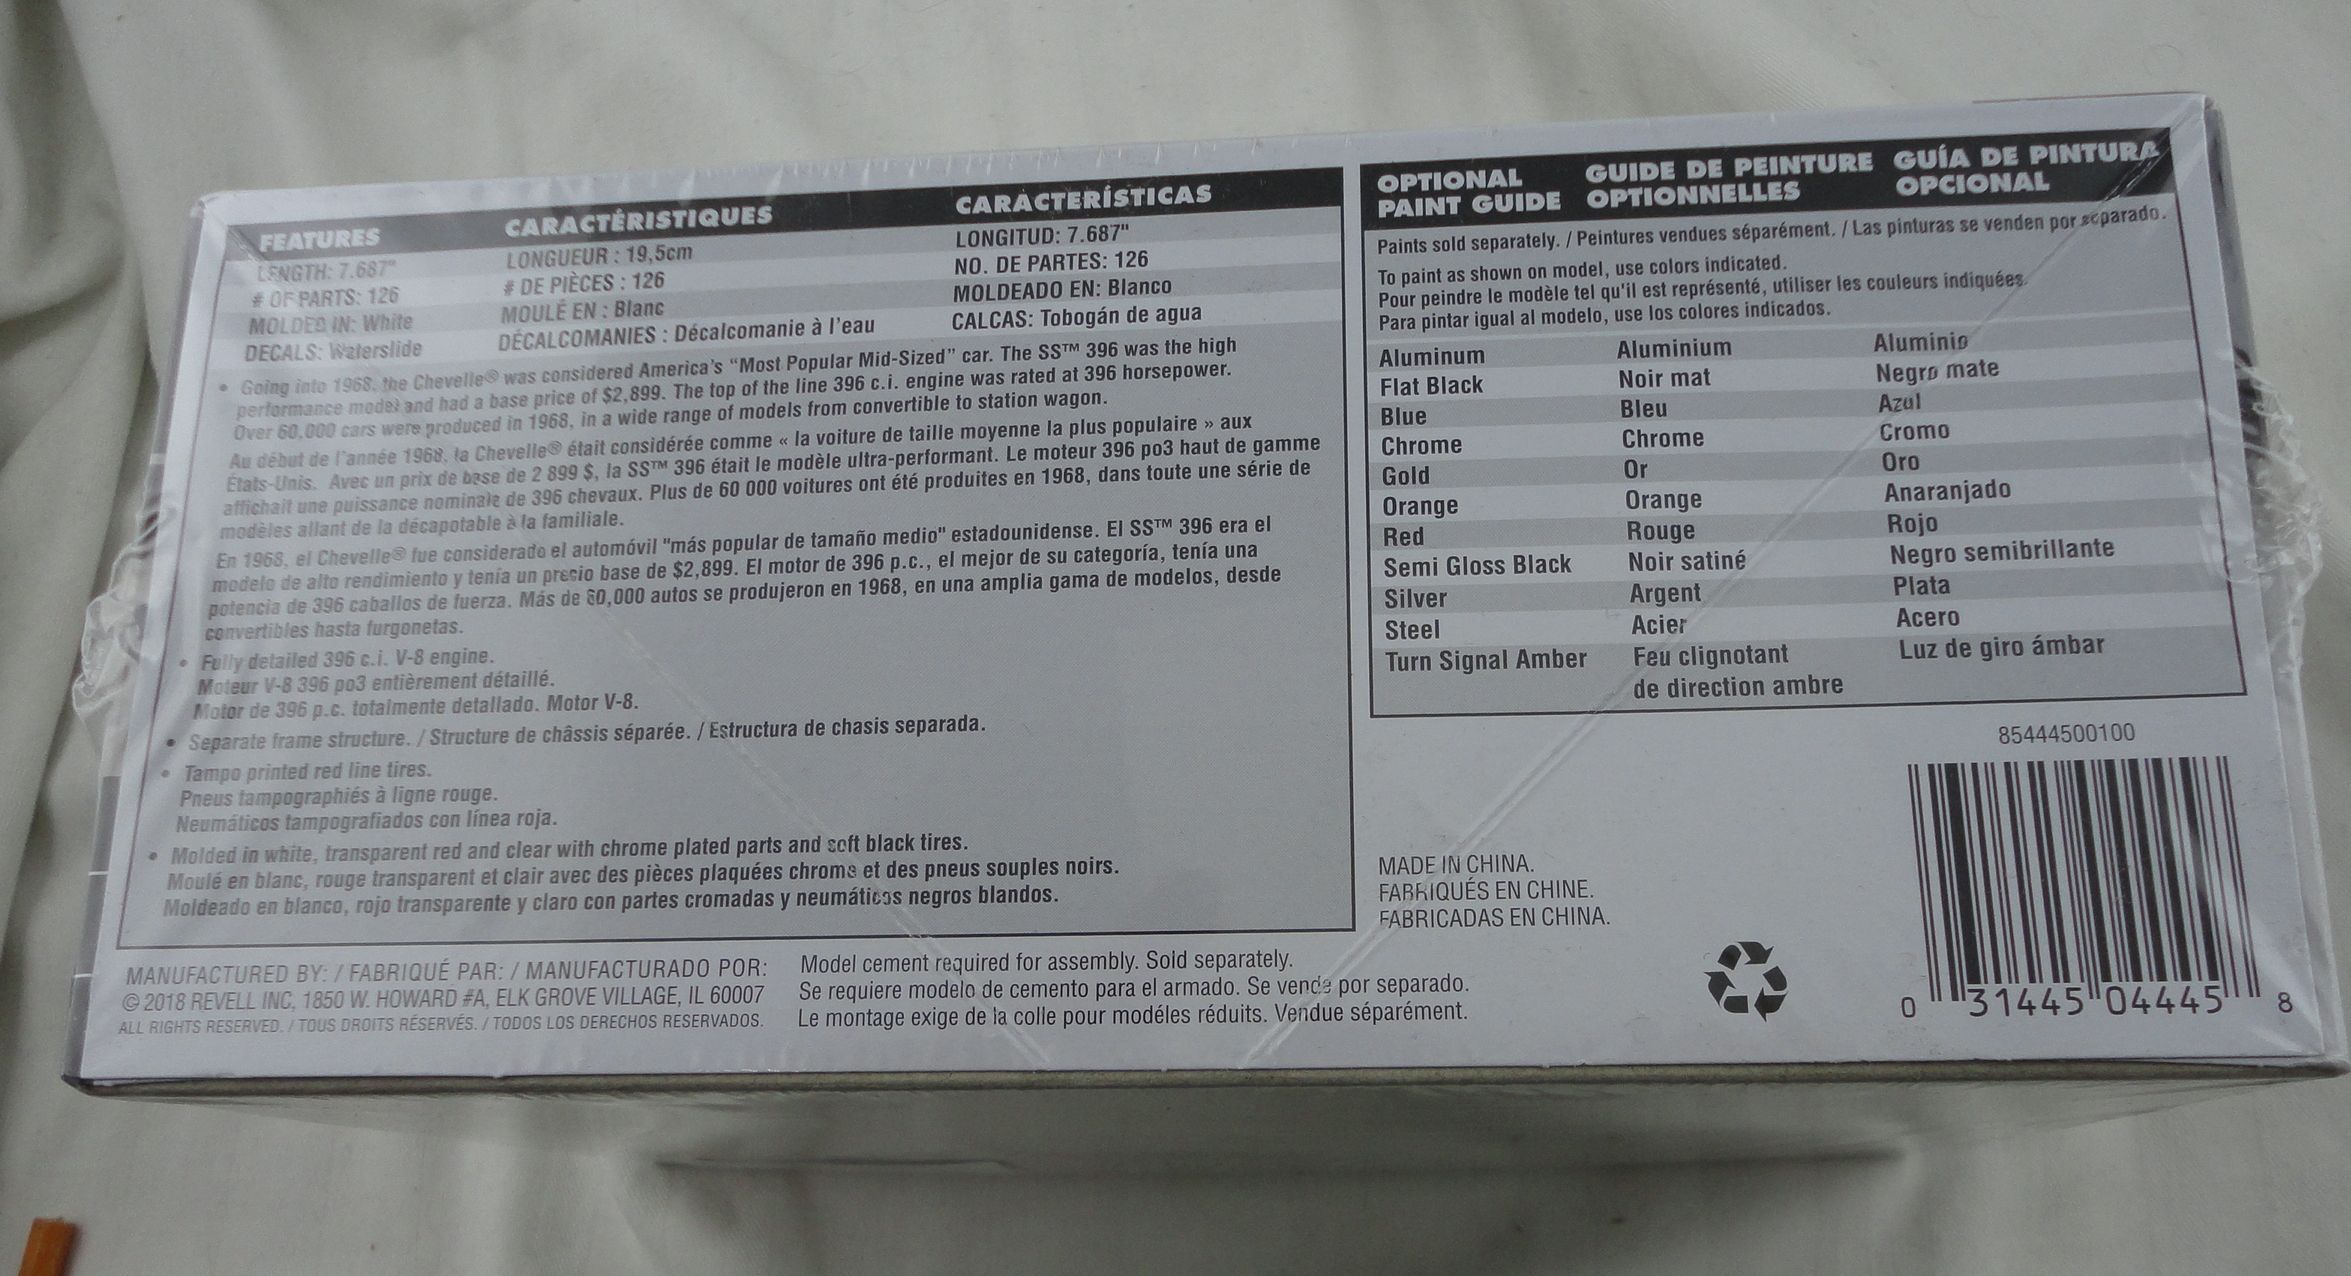 FEATURES
LENGTH: 7.687"
# OF PARTS: 126
MOLDED IN: White
DECALS: Waterslide
CARACTÉRISTIQUES
LONGUEUR : 19,5cm
# DE PIÈCES : 126
MOULÉ EN : Blanc
DÉCALCOMANIES : Décalcomanie à l'eau
CARACTERÍSTICAS
LONGITUD: 7.687"
NO. DE PARTES: 126
MOLDEADO EN: Blanco
CALCAS: Tobogán de agua
• Going into 1968, the Chevelle® was considered America's "Most Popular Mid-Sized" car. The SS™ 396 was the high
performance model and had a base price of $2,899. The top of the line 396 c.i. engine was rated at 396 horsepower.
Over 60,000 cars were produced in 1968, in a wide range of models from convertible to station wagon.
Au début de l'année 1968, la Chevelle® était considérée comme « la voiture de taille moyenne la plus populaire » aux
États-Unis. Avec un prix de base de 2 899 $, la SS™ 396 était le modèle ultra-performant. Le moteur 396 po3 haut de gamme
affichait une puissance nominale de 396 chevaux. Plus de 60 000 voitures ont été produites en 1968, dans toute une série de
modèles allant de la décapotable à la familiale.
En 1968, el Chevelle® fue considerado el automóvil "más popular de tamaño medio" estadounidense. El SS™ 396 era el
modelo de alto rendimiento y tenía un precio base de $2,899. El motor de 396 p.c., el mejor de su categoría, tenía una
potencia de 396 caballos de fuerza. Más de 60,000 autos se produjeron en 1968, en una amplia gama de modelos, desde
convertibles hasta furgonetas.
• Fully detailed 396 c.i. V-8 engine.
Moteur V-8 396 po3 entièrement détaillé.
Motor de 396 p.c. totalmente detallado. Motor V-8.
• Separate frame structure. / Structure de châssis séparée. / Estructura de chasis separada.
• Tampo printed red line tires.
Pneus tampographiés à ligne rouge.
Neumáticos tampografiados con línea roja.
• Molded in white, transparent red and clear with chrome plated parts and soft black tires.
Moulé en blanc, rouge transparent et clair avec des pièces plaquées chrome et des pneus souples noirs.
Moldeado en blanco, rojo transparente y claro con partes cromadas y neumáticos negros blandos.
MANUFACTURED BY: / FABRIQUÉ PAR: / MANUFACTURADO POR:
© 2018 REVELL INC, 1850 W. HOWARD #A, ELK GROVE VILLAGE, IL 60007
ALL RIGHTS RESERVED. / TOUS DROITS RÉSERVÉS. / TODOS LOS DERECHOS RESERVADOS.
Model cement required for assembly. Sold separately.
Se requiere modelo de cemento para el armado. Se vende por separado.
Le montage exige de la colle pour modéles réduits. Vendue séparément.
OPTIONAL
PAINT GUIDE
GUIDE DE PEINTURE
OPTIONNELLES
GUÍA DE PINTURA
OPCIONAL
Paints sold separately. / Peintures vendues séparément. / Las pinturas se venden por separado.
To paint as shown on model, use colors indicated.
Pour peindre le modèle tel qu'il est représenté, utiliser les couleurs indiquées.
Para pintar igual al modelo, use los colores indicados.
Aluminum Aluminium Aluminio
Flat Black Noir mat Negro mate
Blue Bleu Azul
Chrome Chrome Cromo
Gold Or Oro
Orange Orange Anaranjado
Red Rouge Rojo
Semi Gloss Black Noir satiné Negro semibrillante
Silver Argent Plata
Steel Acier Acero
Turn Signal Amber Feu clignotant Luz de giro ámbar
de direction ambre
85444500100
MADE IN CHINA.
FABRIQUÉS EN CHINE.
FABRICADAS EN CHINA.
0 31445 04445 8